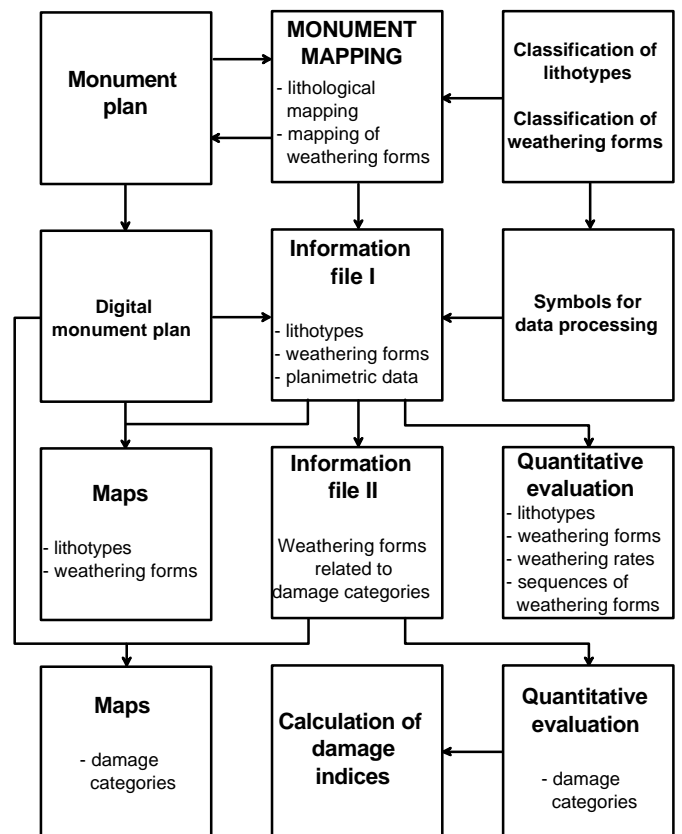 Monument
plan
MONUMENT
MAPPING
- lithological
mapping
- mapping of
weathering forms
Classification of
lithotypes
Classification of
weathering forms
Digital
monument plan
Information
file I
- lithotypes
- weathering forms
- planimetric data
Symbols for
data processing
Maps
- lithotypes
- weathering forms
Information
file II
Weathering forms
related to
damage categories
Quantitative
evaluation
- lithotypes
- weathering forms
- weathering rates
- sequences of
weathering forms
Maps
- damage
categories
Calculation of
damage
indices
Quantitative
evaluation
- damage
categories